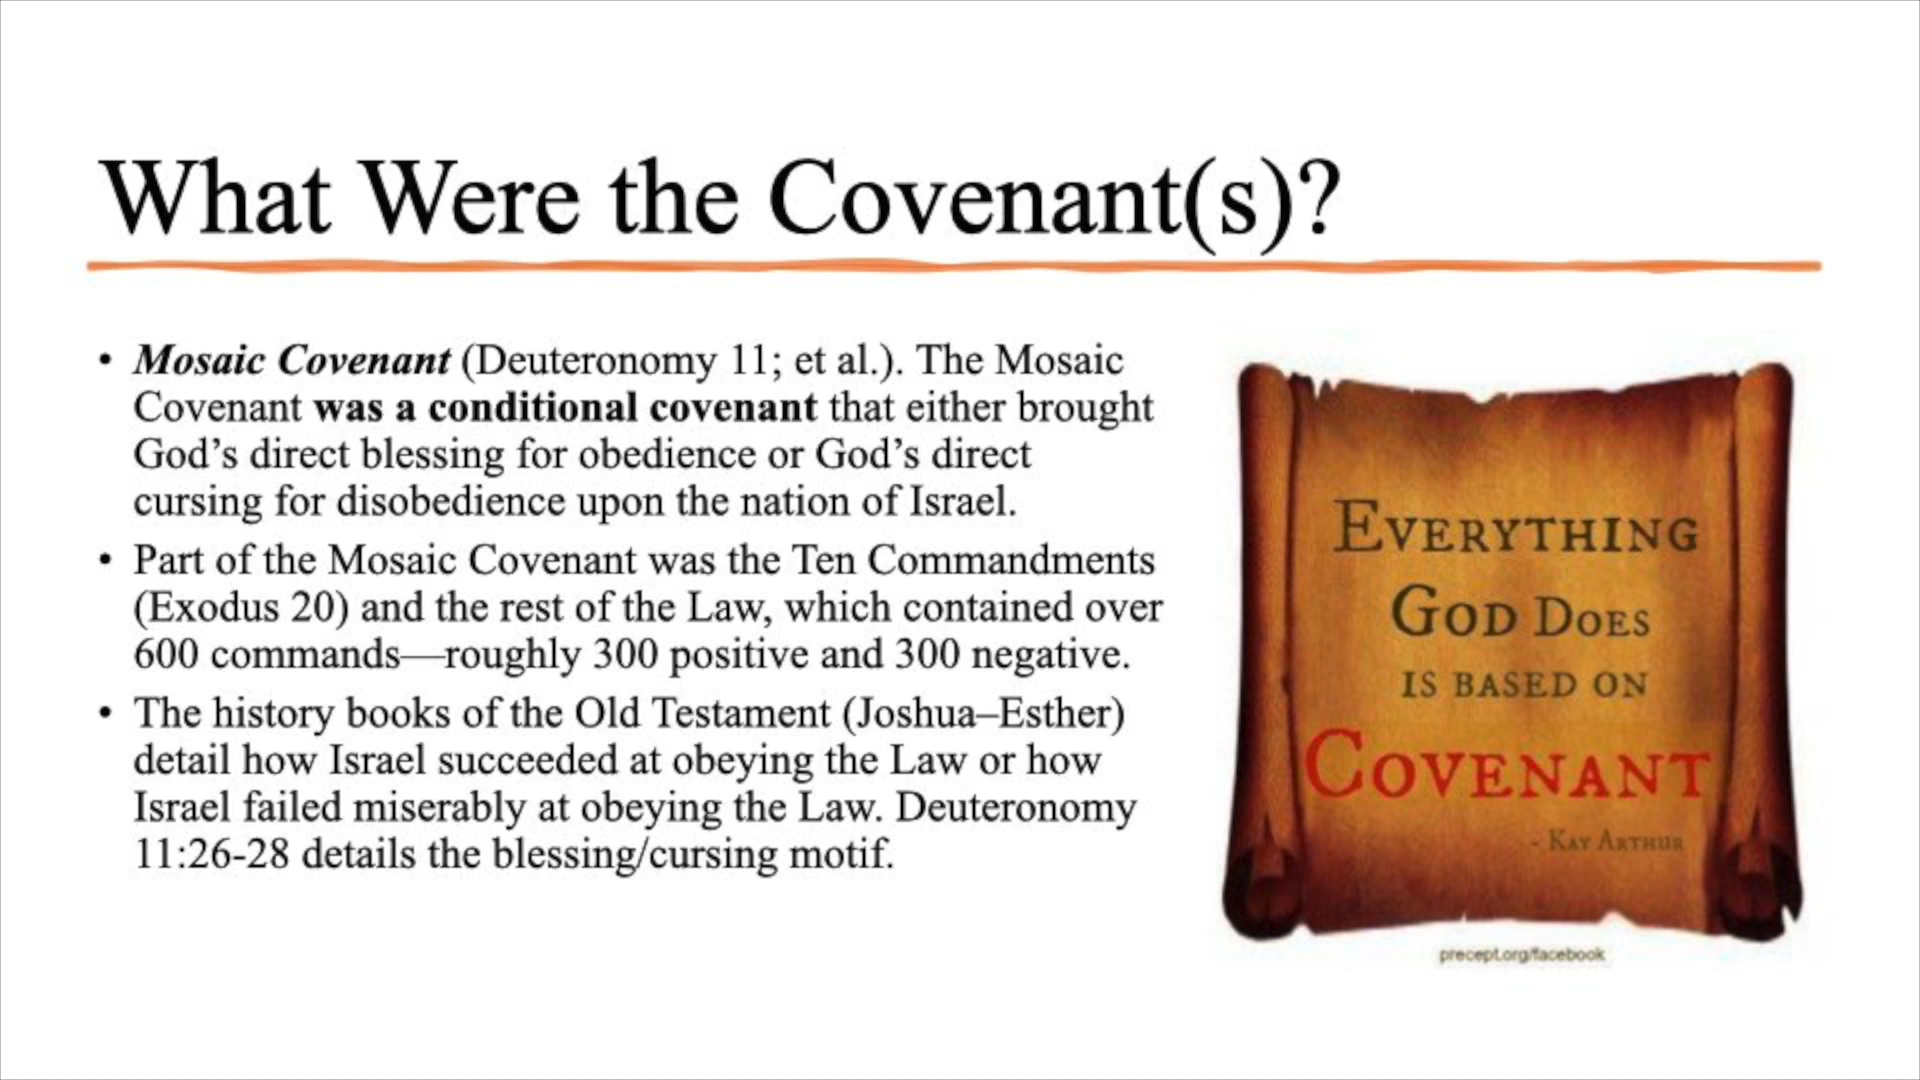 What Were the Covenant(s)?
• Mosaic Covenant (Deuteronomy 11; et al.). The Mosaic
Covenant was a conditional covenant that either brought
God’s direct blessing for obedience or God’s direct
cursing for disobedience upon the nation of Israel.
• Part of the Mosaic Covenant was the Ten Commandments
(Exodus 20) and the rest of the Law, which contained over
600 commands—roughly 300 positive and 300 negative.
• The history books of the Old Testament (Joshua–Esther)
detail how Israel succeeded at obeying the Law or how
Israel failed miserably at obeying the Law. Deuteronomy
11:26-28 details the blessing/cursing motif.
EVERYTHING
GOD DOES
IS BASED ON
COVENANT
- KAY ARTHUR
precept.org/facebook